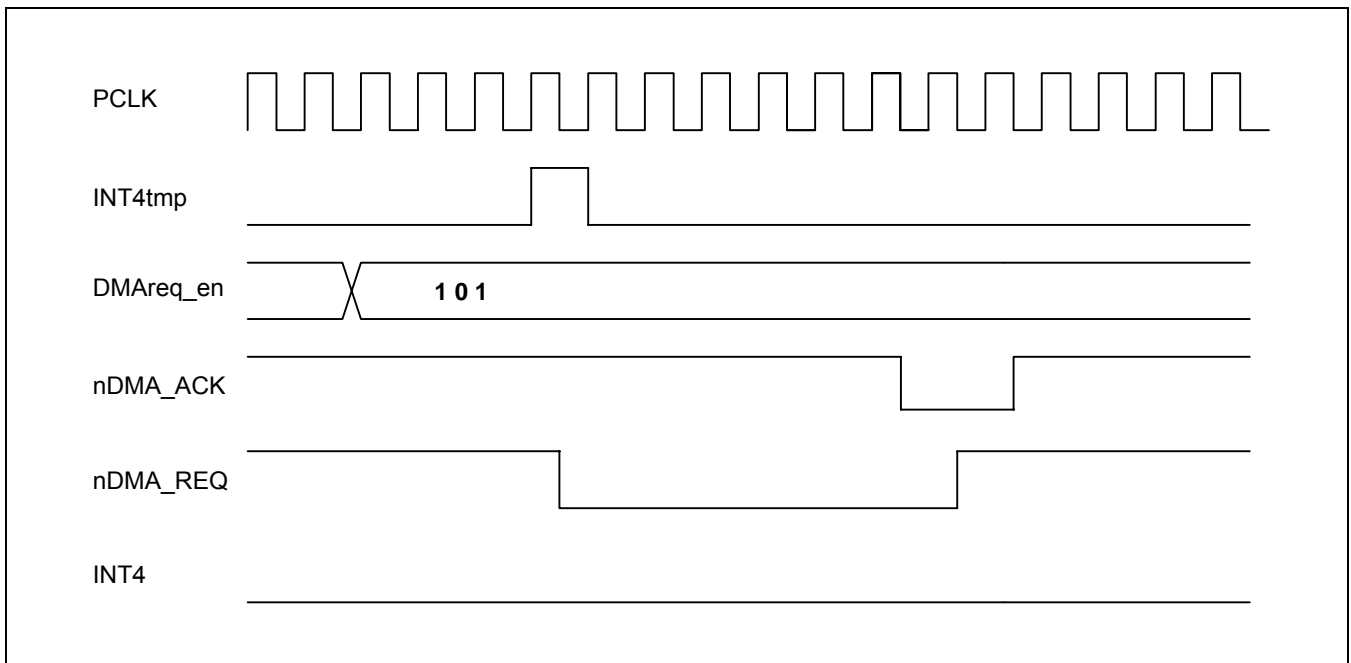 PCLK
INT4tmp
DMAreq_en
1 0 1
nDMA_ACK
nDMA_REQ
INT4